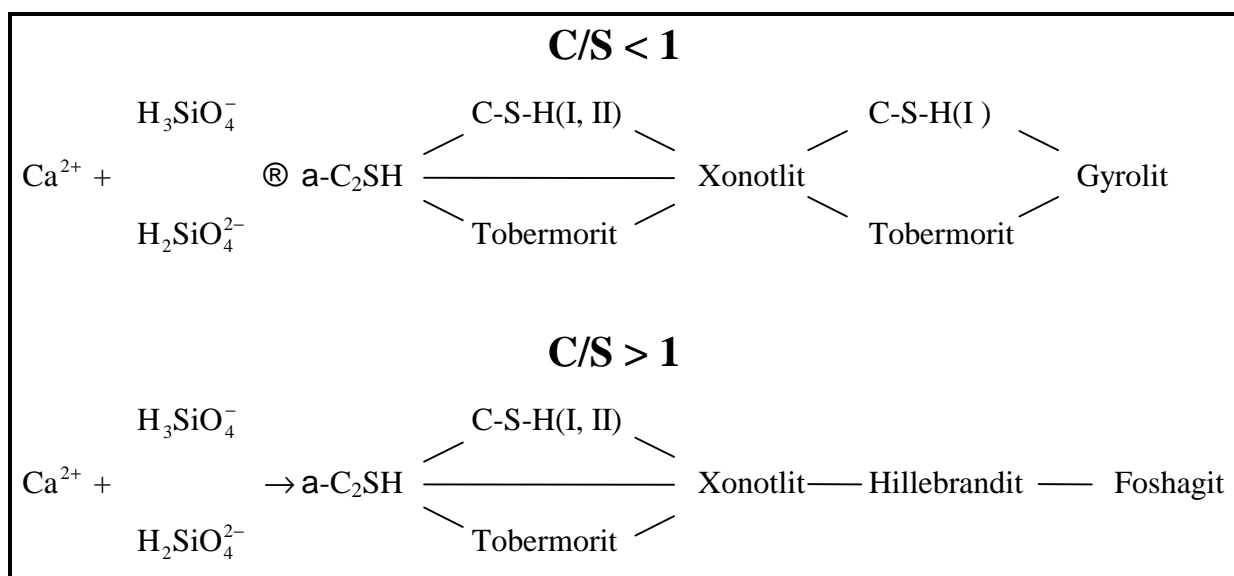 C/S < 1
H₃SiO₄⁻ C-S-H(I, II) C-S-H(I )
Ca²⁺ + ® a-C₂SH Xonotlit Gyrolit
H₂SiO₄²⁻ Tobermorit Tobermorit
C/S > 1
H₃SiO₄⁻ C-S-H(I, II)
Ca²⁺ + → a-C₂SH Xonotlit Hillebrandit Foshagit
H₂SiO₄²⁻ Tobermorit